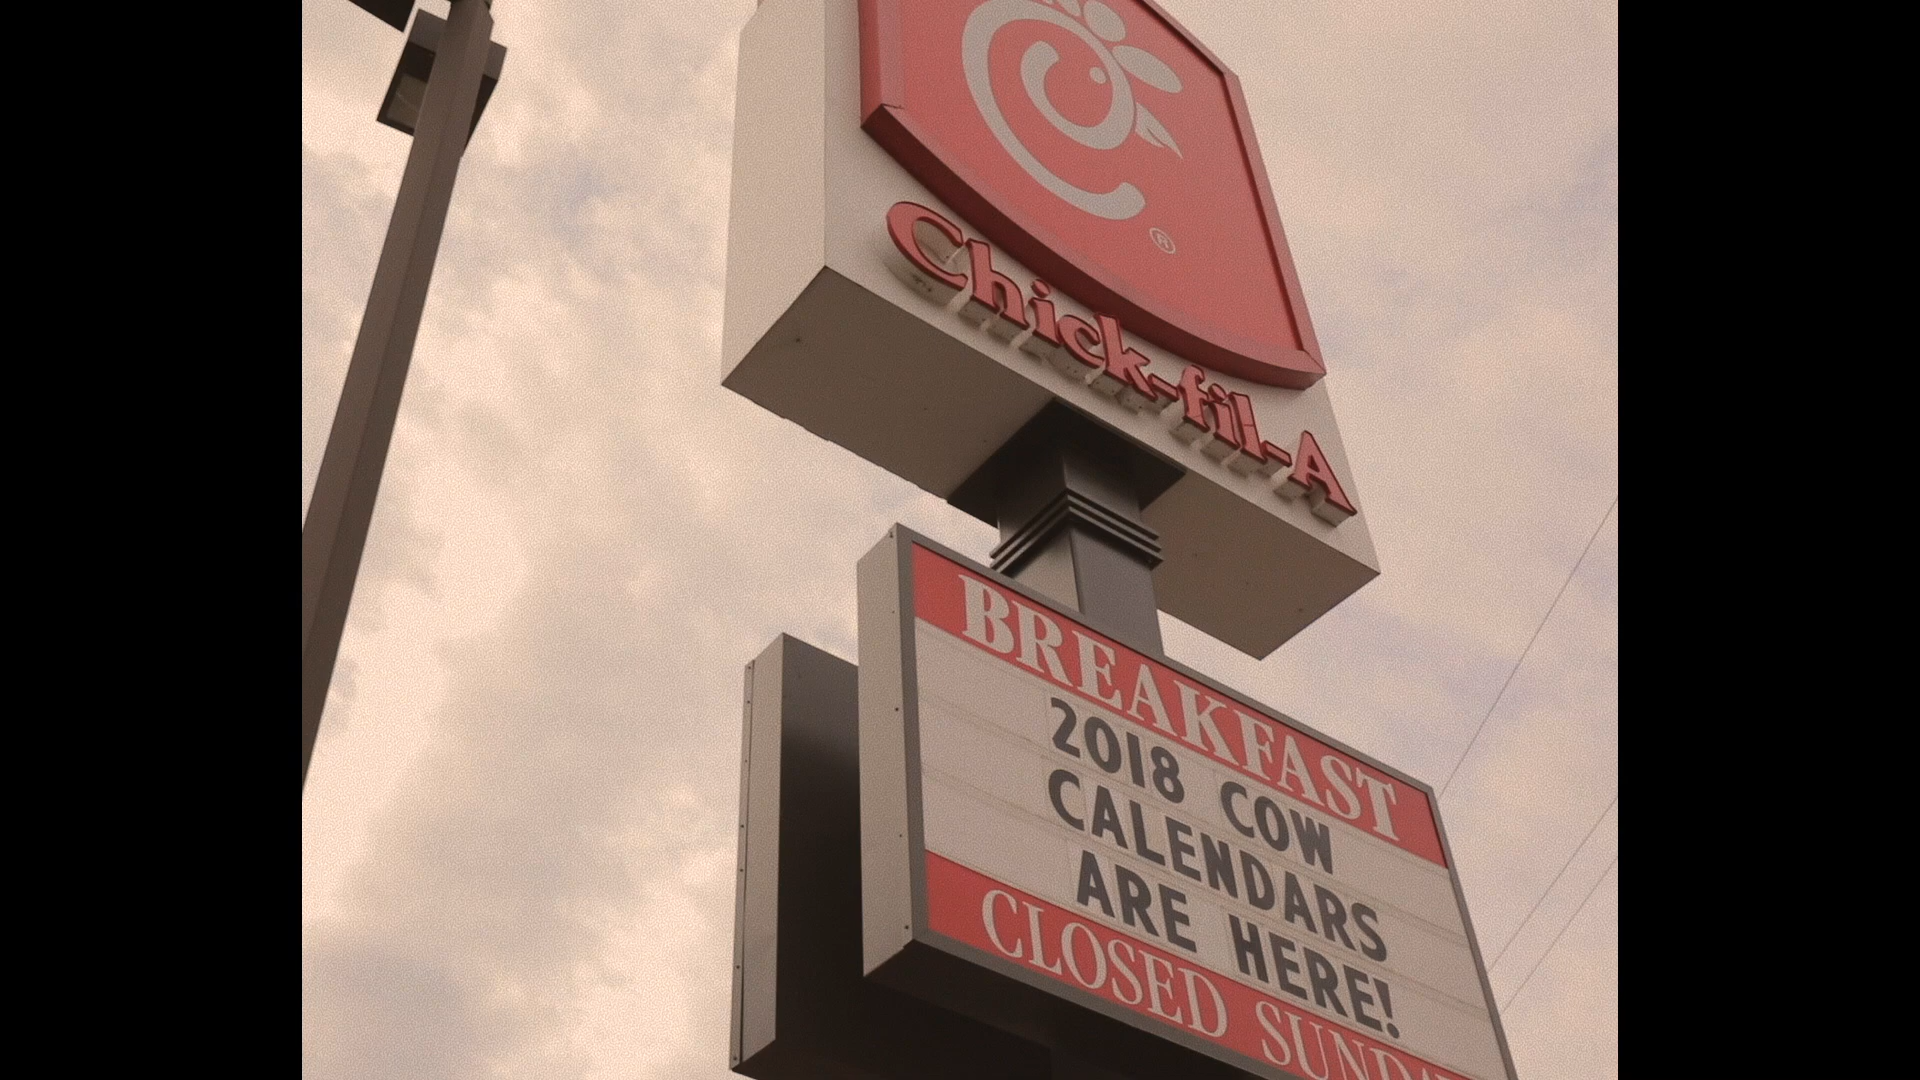 ®
Chick-fil-A
BREAKFAST
2018 COW
CALENDARS
ARE HERE!
CLOSED